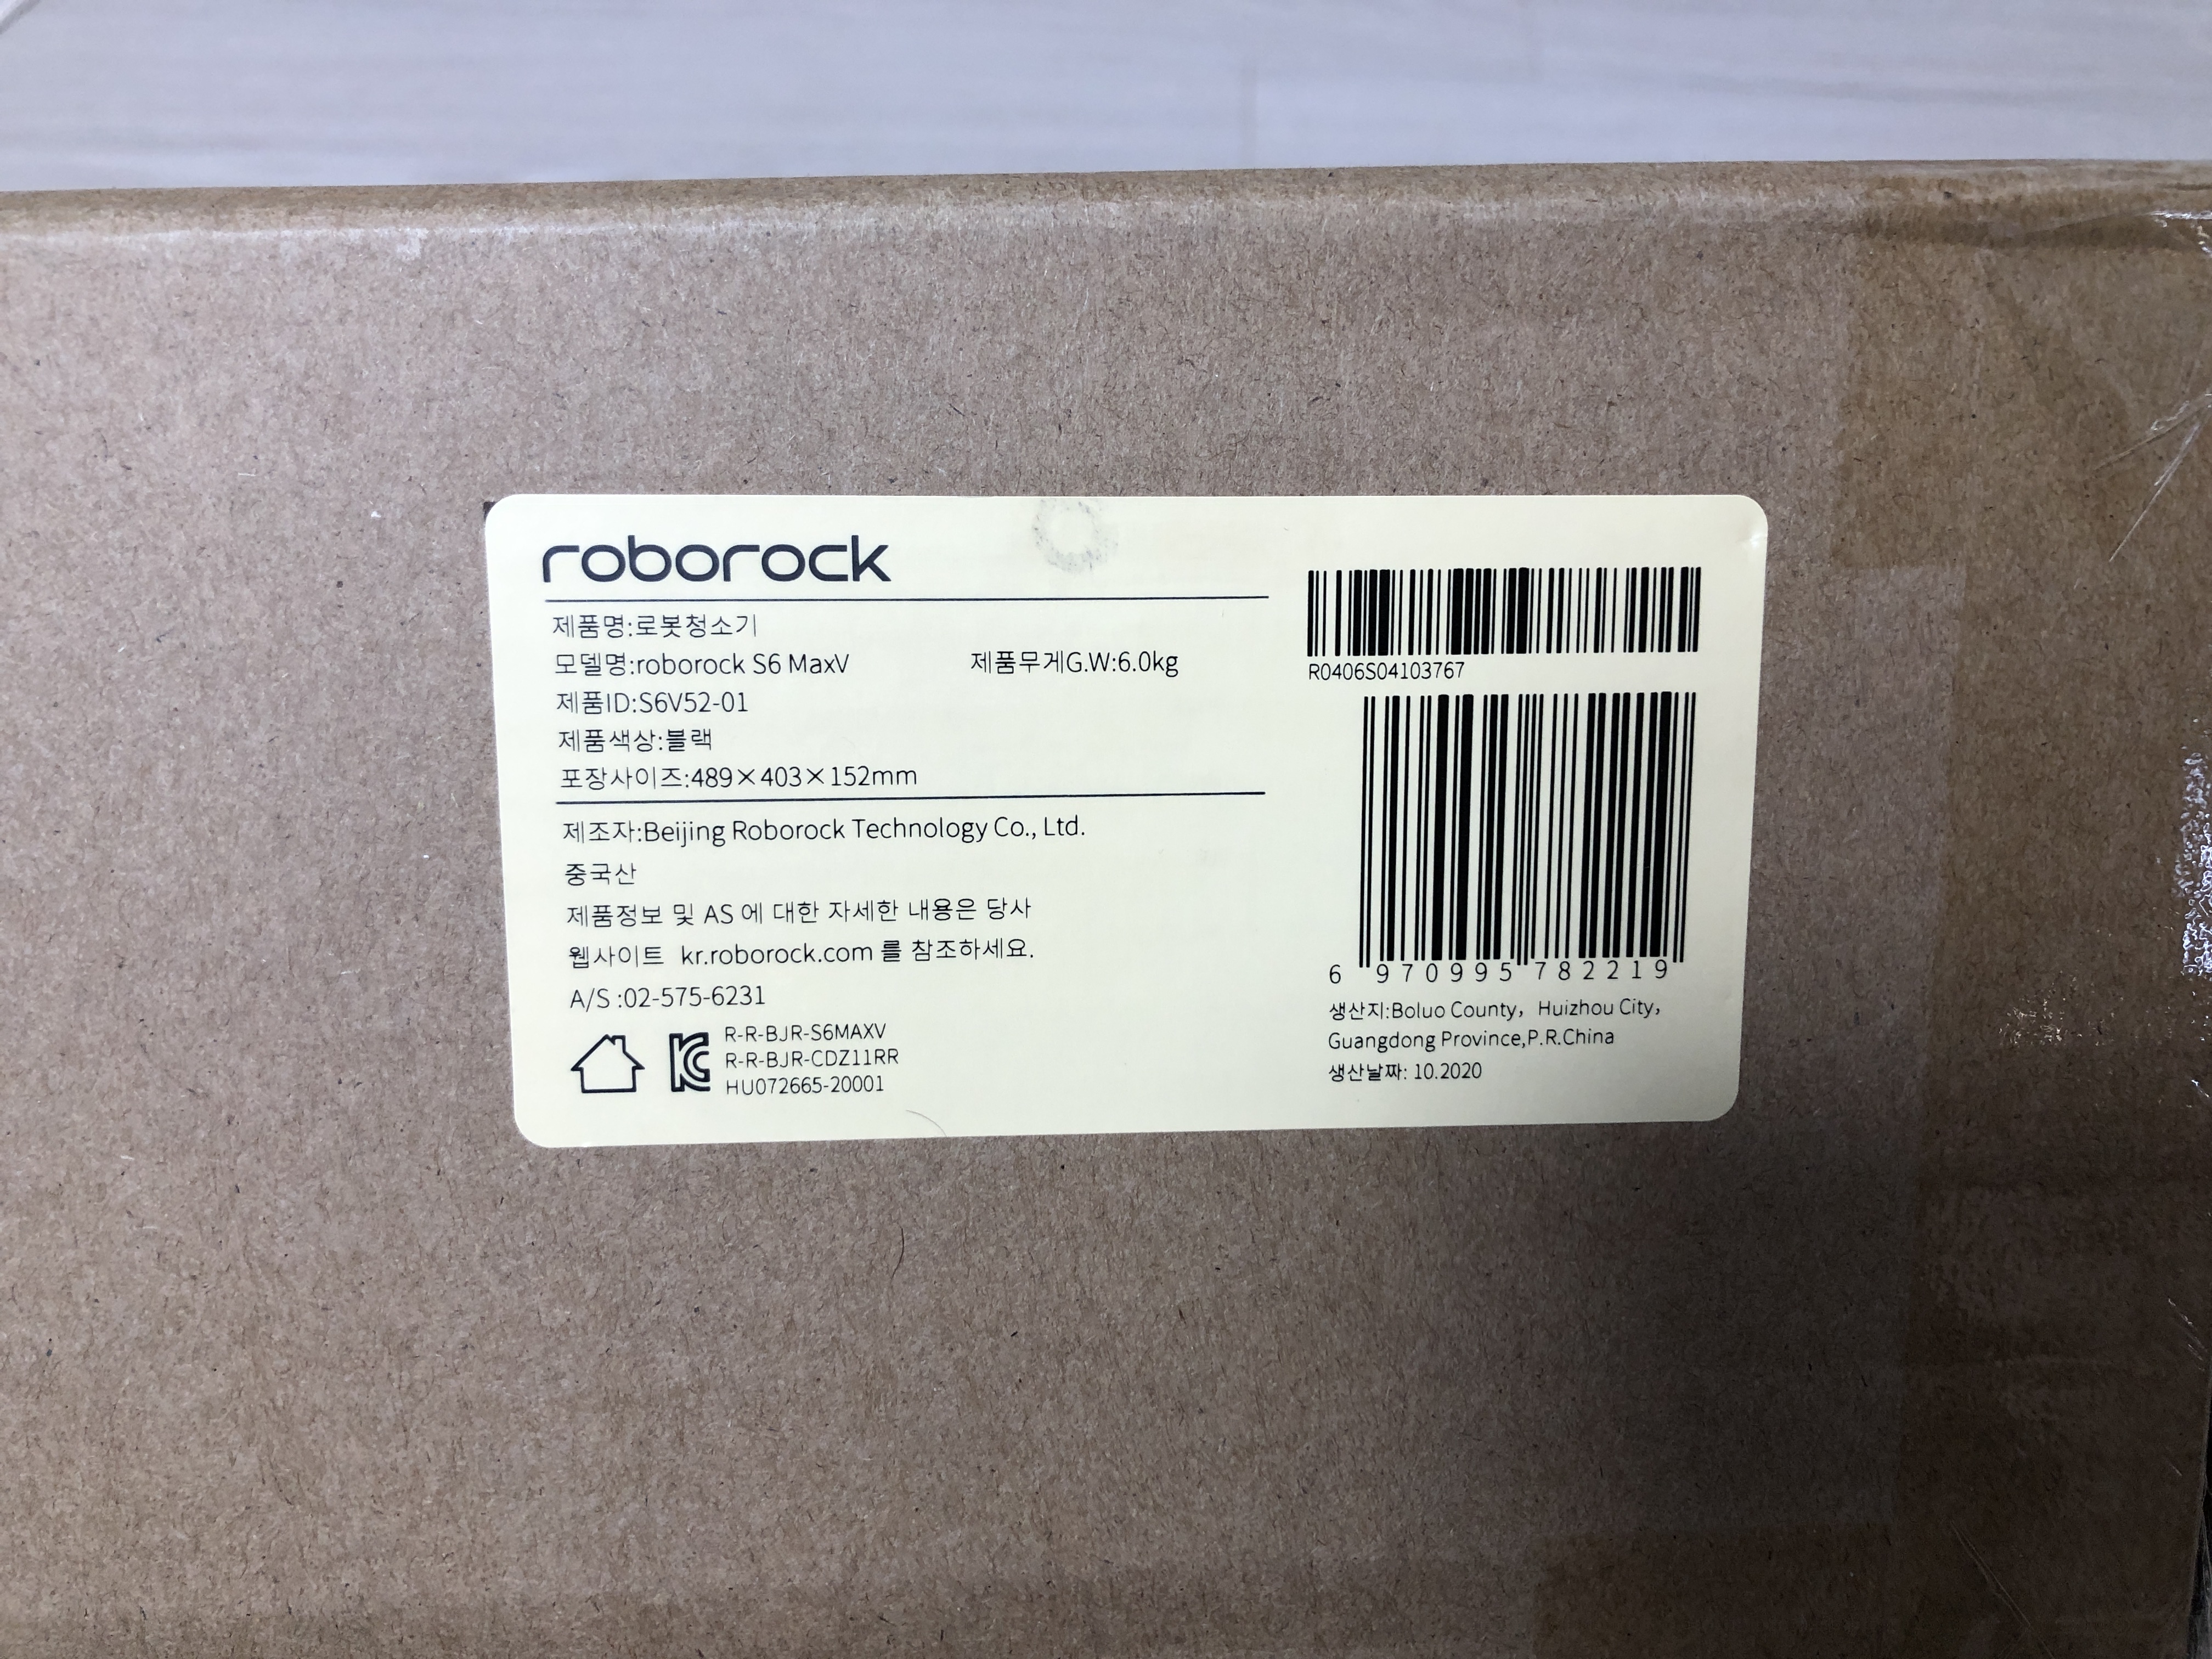 roborock
제품명:로봇청소기
모델명:roborock S6 MaxV 제품무게G.W:6.0kg
제품ID:S6V52-01
제품색상:블랙
포장사이즈:489×403×152mm
제조자:Beijing Roborock Technology Co., Ltd.
중국산
제품정보 및 AS 에 대한 자세한 내용은 당사
웹사이트 kr.roborock.com 를 참조하세요.
A/S :02-575-6231
R-R-BJR-S6MAXV
R-R-BJR-CDZ11RR
HU072665-20001
R0406S04103767
6 970995 782219
생산지:Boluo County, Huizhou City,
Guangdong Province,P.R.China
생산날짜: 10.2020